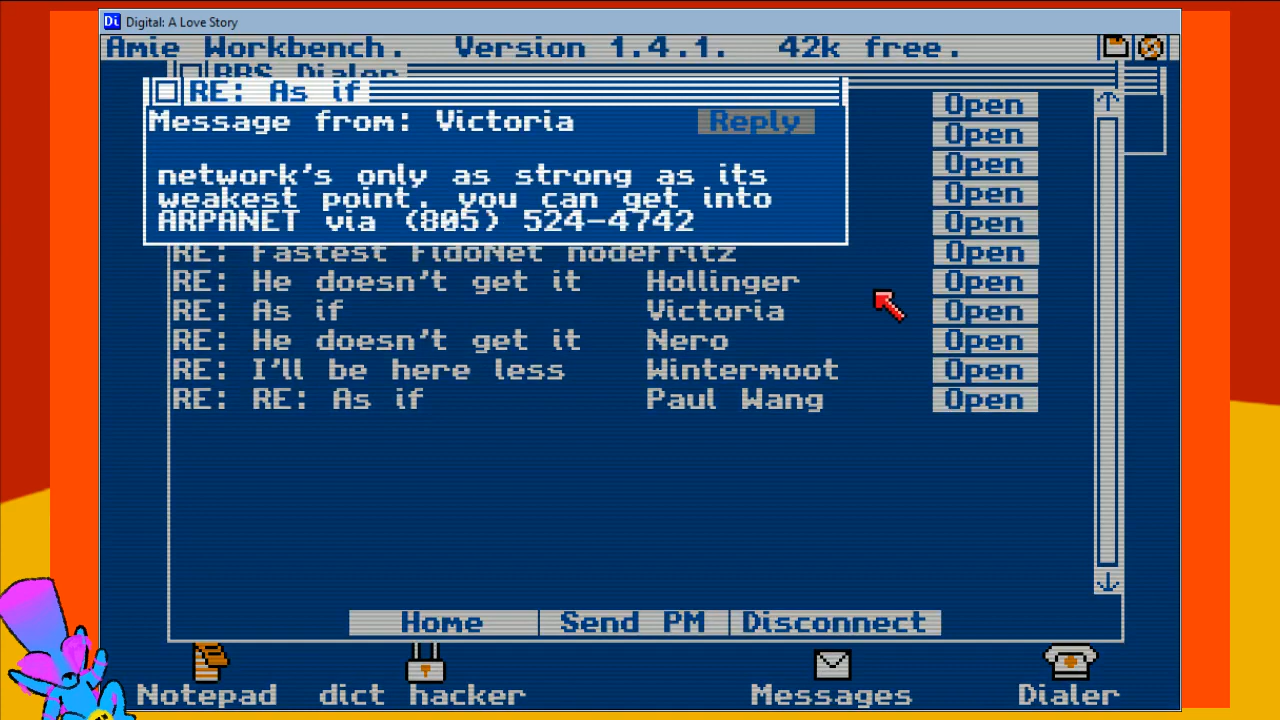 Di Digital: A Love Story
Amie Workbench. Version 1.4.1. 42k free.
BBS Dialer
RE: As if
Message from: Victoria Reply
network's only as strong as its
weakest point. you can get into
ARPANET via (805) 524-4742
Open
Open
Open
Open
Open
RE: Fastest FidoNet nodeFritz Open
RE: He doesn't get it Hollinger Open
RE: As if Victoria Open
RE: He doesn't get it Nero Open
RE: I'll be here less Wintermoot Open
RE: RE: As if Paul Wang Open
Home Send PM Disconnect
Notepad dict hacker Messages Dialer